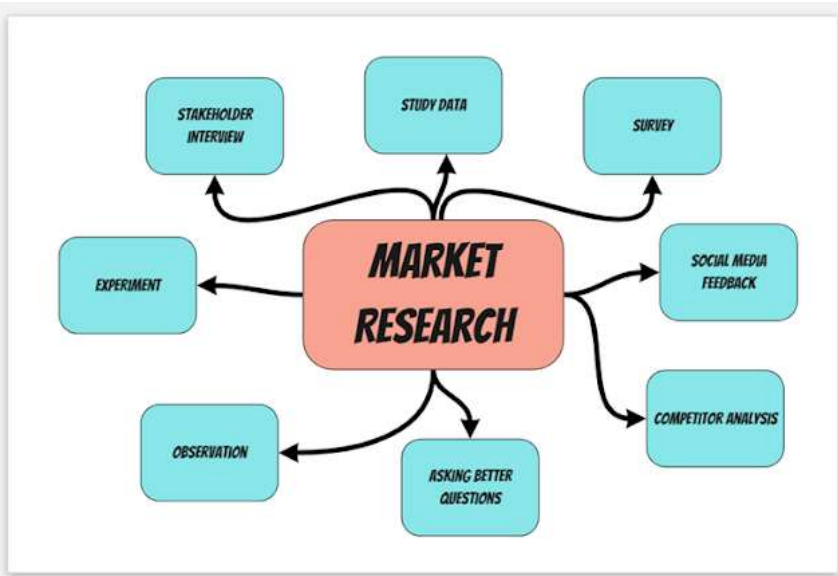 STAKEHOLDER
INTERVIEW
STUDY DATA
SURVEY
EXPERIMENT
MARKET
RESEARCH
SOCIAL MEDIA
FEEDBACK
OBSERVATION
ASKING BETTER
QUESTIONS
COMPETITOR ANALYSIS